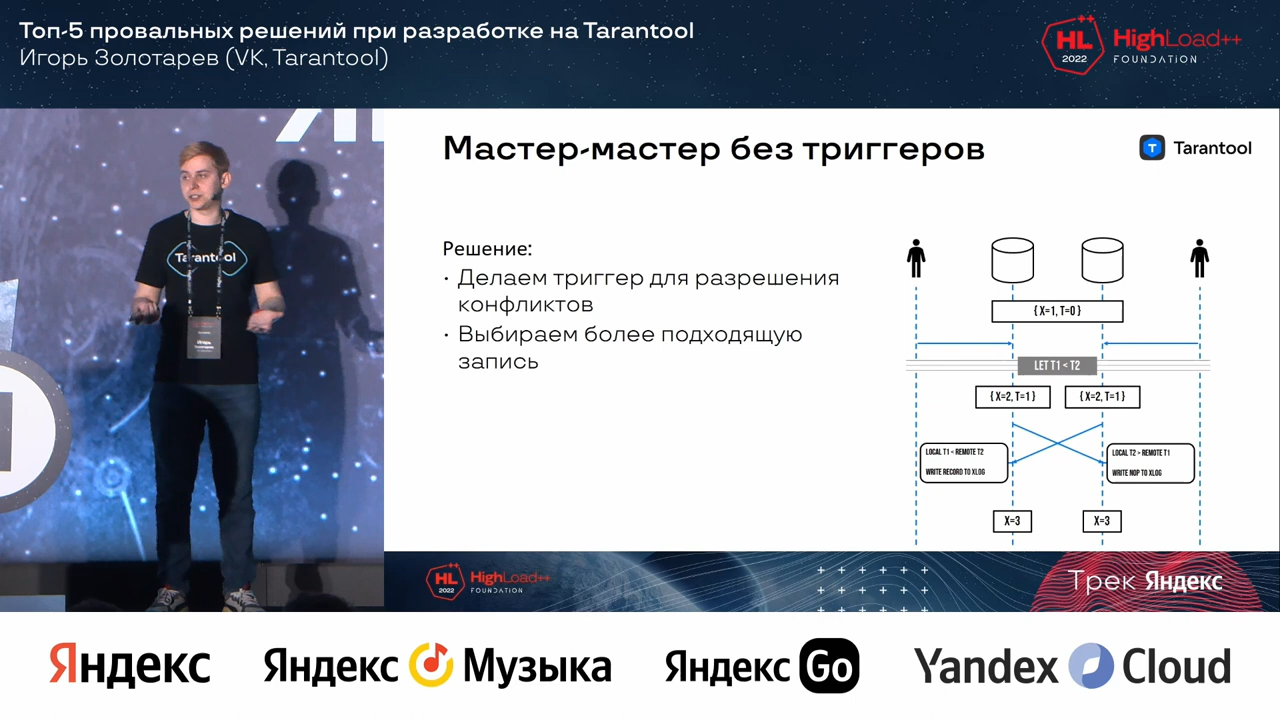 Топ-5 провальных решений при разработке на Tarantool
Игорь Золотарев (VK, Tarantool)
HL
2022
HighLoad++
FOUNDATION
Tarantool
Игорь
Мастер-мастер без триггеров
Tarantool
Решение:
· Делаем триггер для разрешения
конфликтов
· Выбираем более подходящую
запись
{ X=1, T=0 }
LET T1 < T2
{ X=2, T=1 }
{ X=2, T=1 }
LOCAL T1 < REMOTE T2
WRITE RECORD TO XLOG
LOCAL T2 > REMOTE T1
WRITE NOP TO XLOG
X=3
X=3
HL
2022
HighLoad++
FOUNDATION
Трек Яндекс
Яндекс
Яндекс Музыка
Яндекс Go
Yandex Cloud